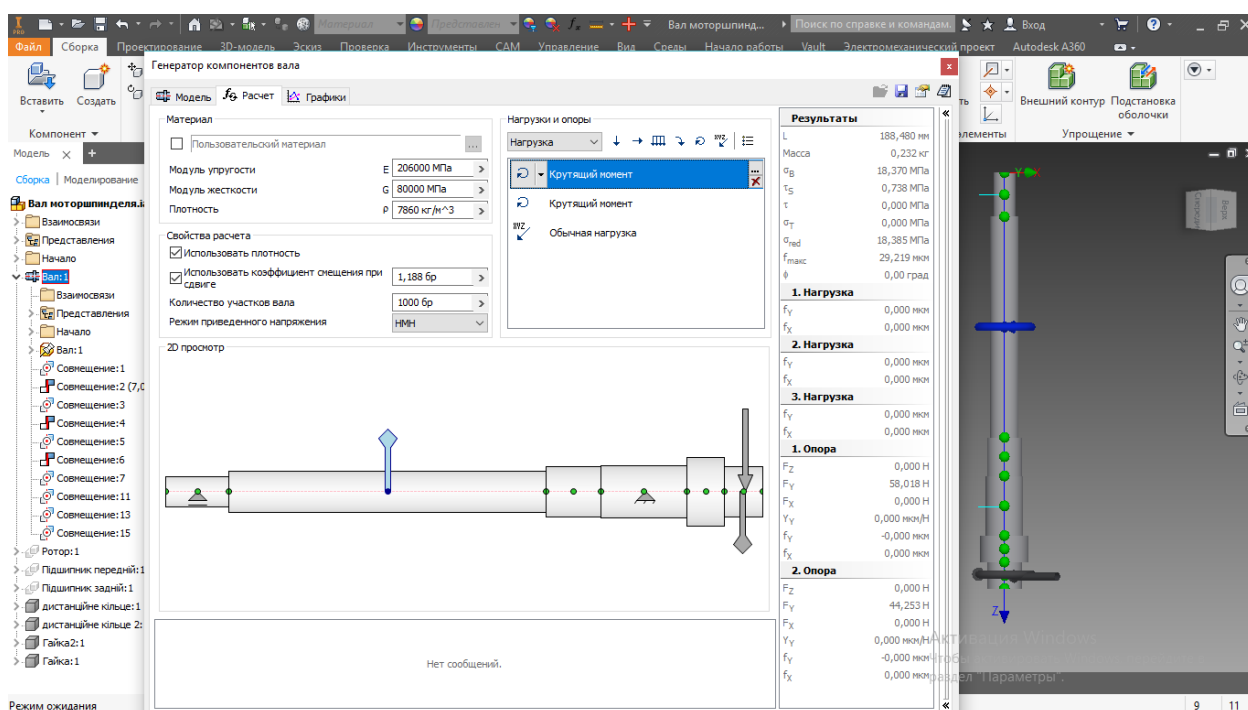 PRO
Материал
Представлен
Вал моторшпинд...
Поиск по справке и командам.
Вход
Файл Сборка Проектирование 3D-модель Эскиз Проверка Инструменты CAM Управление Вид Среды Начало работы Vault Электромеханический проект Autodesk A360
Вставить Создать
Компонент
Внешний контур Подстановка оболочки
Упрощение
Модель
Сборка | Моделирование
Вал моторшпинделя.ia
Взаимосвязи
Представления
Начало
Вал:1
Взаимосвязи
Представления
Начало
Вал:1
Совмещение:1
Совмещение:2 (7,0
Совмещение:3
Совмещение:4
Совмещение:5
Совмещение:6
Совмещение:7
Совмещение:11
Совмещение:13
Совмещение:15
Ротор:1
Підшипник передній:1
Підшипник задній:1
дистанційне кільце:1
дистанційне кільце 2:
Гайка2:1
Гайка:1
Режим ожидания
Генератор компонентов вала
Модель Расчет Графики
Материал
Пользовательский материал
...
Модуль упругости E 206000 МПа
Модуль жесткости G 80000 МПа
Плотность ρ 7860 кг/м^3
Свойства расчета
Использовать плотность
Использовать коэффициент смещения при сдвиге 1,188 бр
Количество участков вала 1000 бр
Режим приведенного напряжения HMH
Нагрузки и опоры
Нагрузка
Крутящий момент
Крутящий момент
Обычная нагрузка
2D просмотр
Нет сообщений.
Результаты
L 188,480 мм
Масса 0,232 кг
σB 18,370 МПа
τS 0,738 МПа
τ 0,000 МПа
σT 0,000 МПа
σred 18,385 МПа
fмакс 29,219 мкм
ϕ 0,00 град
1. Нагрузка
fY 0,000 мкм
fX 0,000 мкм
2. Нагрузка
fY 0,000 мкм
fX 0,000 мкм
3. Нагрузка
fY 0,000 мкм
fX 0,000 мкм
1. Опора
FZ 0,000 Н
FY 58,018 Н
FX 0,000 Н
YY 0,000 мкм/Н
fY -0,000 мкм
fX 0,000 мкм
2. Опора
FZ 0,000 Н
FY 44,253 Н
FX 0,000 Н
YY 0,000 мкм/Н
fY -0,000 мкм
fX 0,000 мкм
Y
Z
Активация Windows
раздел "Параметры".
9 11